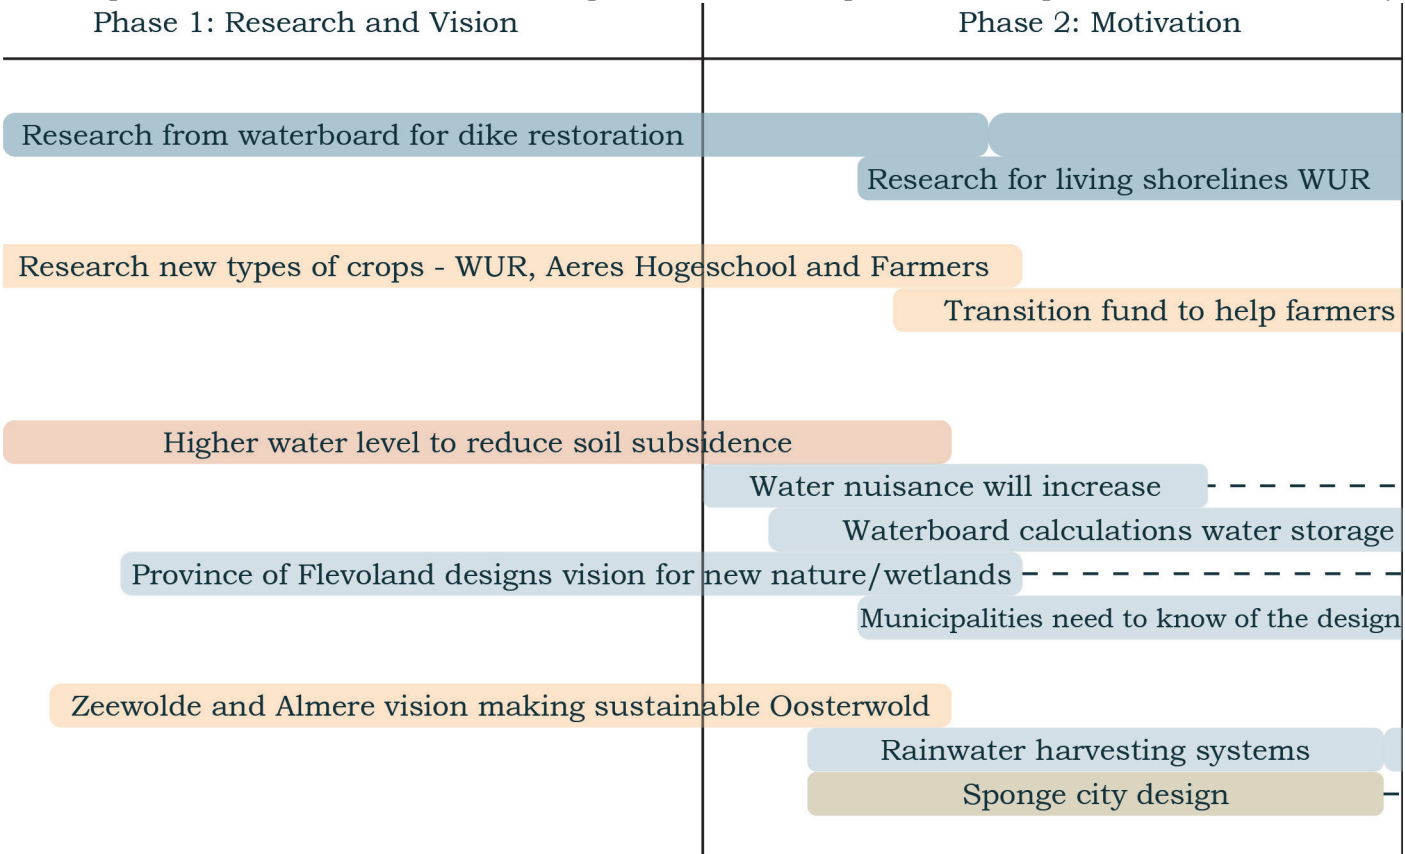 Phase 1: Research and Vision
Phase 2: Motivation
Research from waterboard for dike restoration
Research for living shorelines WUR
Research new types of crops - WUR, Aeres Hogeschool and Farmers
Transition fund to help farmers
Higher water level to reduce soil subsidence
Water nuisance will increase
Waterboard calculations water storage
Province of Flevoland designs vision for new nature/wetlands
Municipalities need to know of the design
Zeewolde and Almere vision making sustainable Oosterwold
Rainwater harvesting systems
Sponge city design